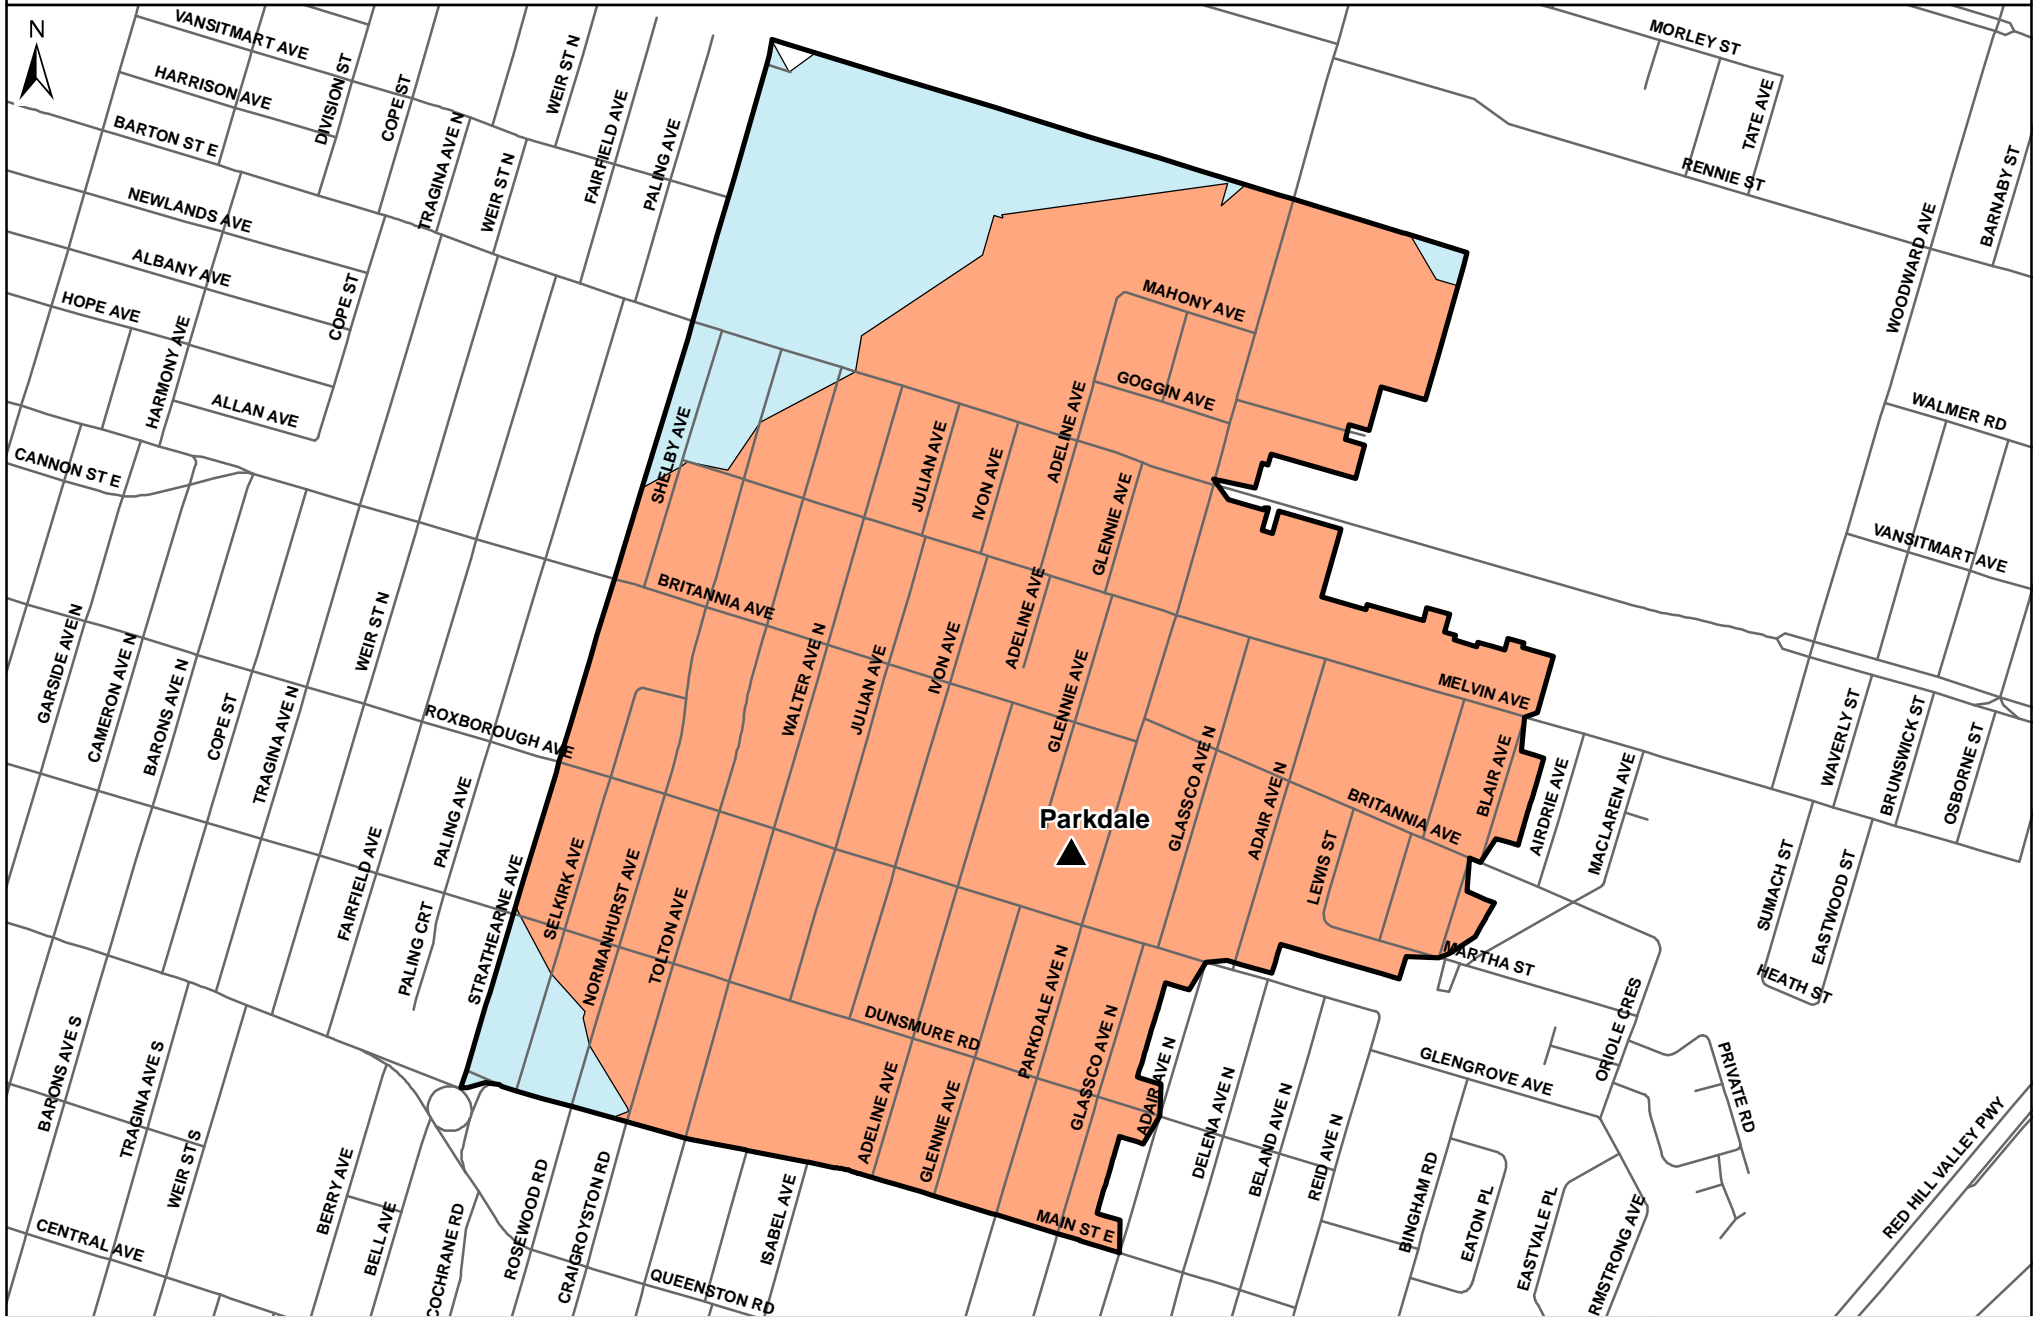 N
VANSITMART AVE
HARRISON AVE
BARTON ST E
DIVISION ST
COPE ST
TRAGINA AVE N
WEIR ST N
WEIR ST N
FAIRFIELD AVE
PALING AVE
MORLEY ST
TATE AVE
RENNIE ST
BARNABY ST
WOODWARD AVE
NEWLANDS AVE
ALBANY AVE
HOPE AVE
HARMONY AVE
COPE ST
ALLAN AVE
CANNON ST E
MAHONY AVE
GOGGIN AVE
SHELBY AVE
JULIAN AVE
IVON AVE
ADELINE AVE
GLENNIE AVE
WALMER RD
VANSITMART AVE
GARSIDE AVE N
CAMERON AVE N
BARONS AVE N
COPE ST
TRAGINA AVE N
WEIR ST N
ROXBOROUGH AVE
BRITANNIA AVE
WALTER AVE N
JULIAN AVE
IVON AVE
ADELINE AVE
GLENNIE AVE
MELVIN AVE
GLASSCO AVE N
ADAIR AVE N
BRITANNIA AVE
BLAIR AVE
AIRDRIE AVE
MACLAREN AVE
WAVERLY ST
BRUNSWICK ST
OSBORNE ST
Parkdale
LEWIS ST
FAIRFIELD AVE
PALING AVE
PALING CRT
STRATHEARNE AVE
SELKIRK AVE
NORMANHURST AVE
TOLTON AVE
SUMACH ST
EASTWOOD ST
HEATH ST
MARTHA ST
ORIOLE CRES
DUNSMURE RD
PARKDALE AVE N
GLASSCO AVE N
ADAIR AVE N
ADELINE AVE
GLENNIE AVE
DELENA AVE N
BELAND AVE N
REID AVE N
GLENGROVE AVE
PRIVATE RD
BARONS AVE S
TRAGINA AVE S
WEIR ST S
CENTRAL AVE
BERRY AVE
BELL AVE
COCHRANE RD
ROSEWOOD RD
CRAIGROYSTON RD
ISABEL AVE
QUEENSTON RD
MAIN ST E
BINGHAM RD
EATON PL
EASTVALE PL
RMSTRONG AVE
RED HILL VALLEY PWY